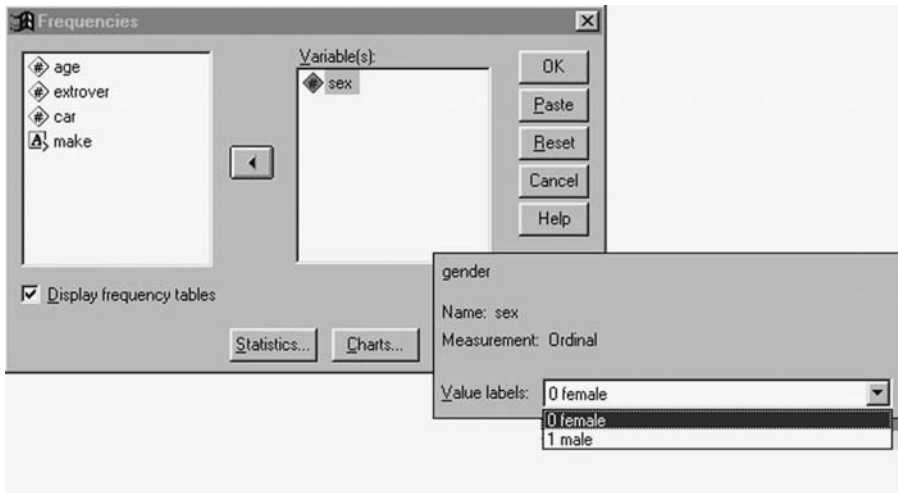 Frequencies
age
extrover
car
make
Variable(s):
sex
OK
Paste
Reset
Cancel
Help
Display frequency tables
Statistics...
Charts...
gender
Name: sex
Measurement: Ordinal
Value labels: 0 female
0 female
1 male